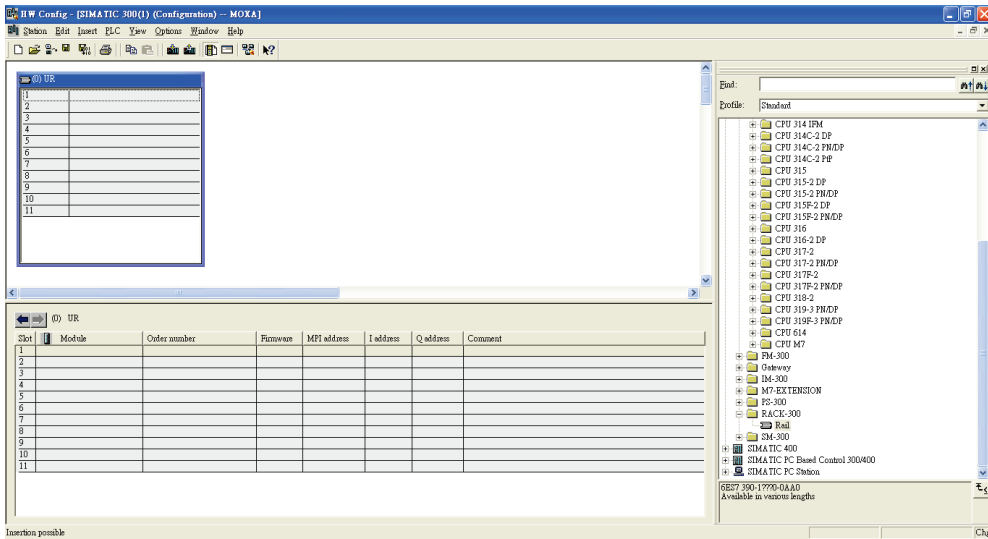 HW Config - [SIMATIC 300(1) (Configuration) -- MOXA]
Station Edit Insert PLC View Options Window Help
(0) UR
1
2
3
4
5
6
7
8
9
10
11
Find:
Profile: Standard
CPU 314 IFM
CPU 314C-2 DP
CPU 314C-2 PN/DP
CPU 314C-2 PtP
CPU 315
CPU 315-2 DP
CPU 315-2 PN/DP
CPU 315F-2 DP
CPU 315F-2 PN/DP
CPU 316
CPU 316-2 DP
CPU 317-2
CPU 317-2 PN/DP
CPU 317F-2
CPU 317F-2 PN/DP
CPU 318-2
CPU 319-3 PN/DP
CPU 319F-3 PN/DP
CPU 614
CPU M7
FM-300
Gateway
IM-300
M7-EXTENSION
PS-300
RACK-300
Rail
SM-300
SIMATIC 400
SIMATIC PC Based Control 300/400
SIMATIC PC Station
6ES7 390-1???0-0AA0
Available in various lengths
(0) UR
Slot Module Order number Firmware MPI address I address Q address Comment
1
2
3
4
5
6
7
8
9
10
11
Insertion possible
Chg